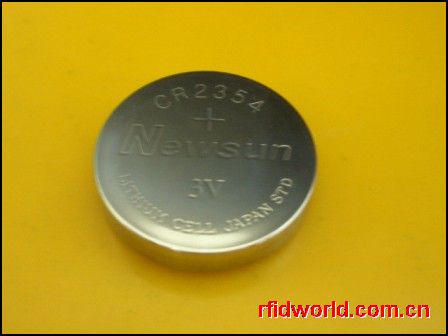 CR2354
+
Newsun
3V
LITHIUM CELL JAPAN STD
rfidworld.com.cn